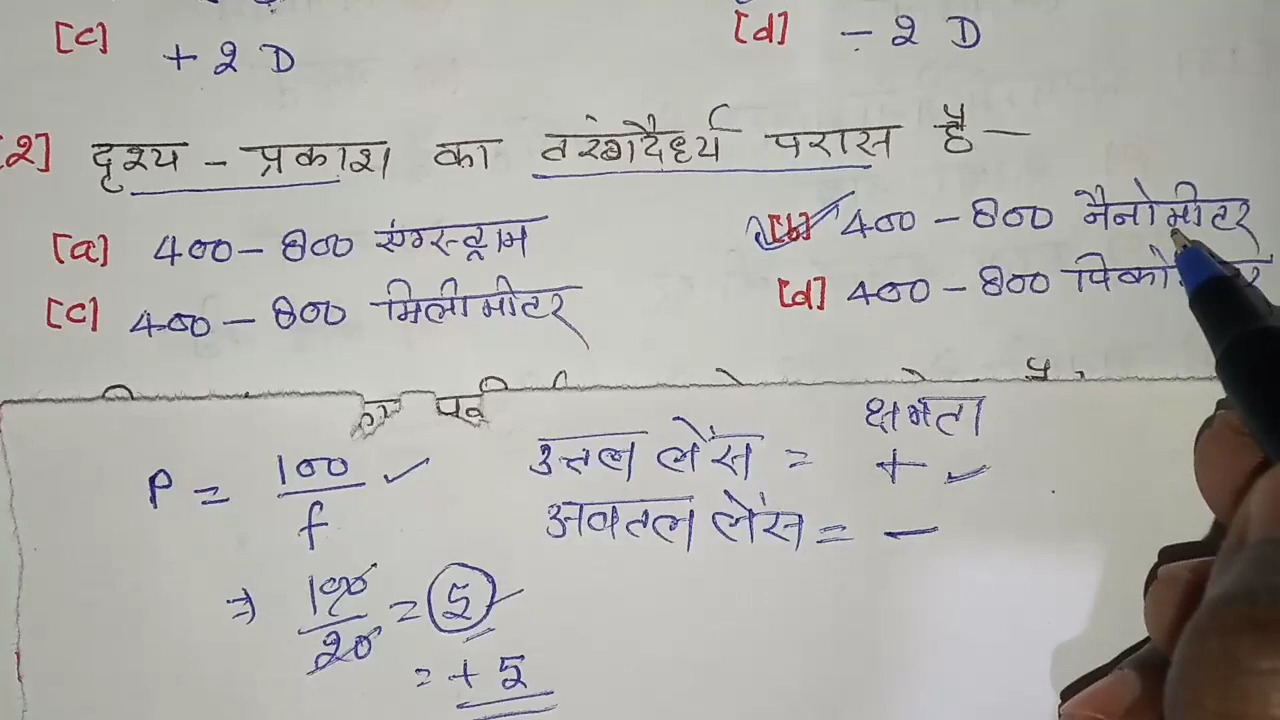 [c] + 2 D [d] - 2 D
[2] दृश्य - प्रकाश का तरंगदैर्ध्य परास है —
[a] 400 - 800 एंगस्ट्राम [b] 400 - 800 नैनोमीटर
[c] 400 - 800 मिलीमीटर [d] 400 - 800 पिको
क्षमता
P = 100/f उत्तल लेंस = +
अवतल लेंस = -
⇒ 100/20 = 5
= + 5